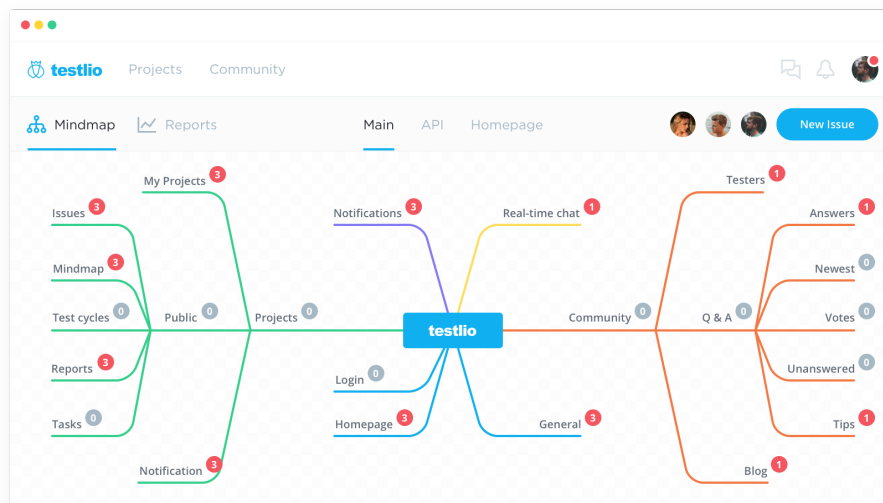 testlio Projects Community
Mindmap Reports Main API Homepage New Issue
My Projects 3
Testers 1
Issues 3
Notifications 3
Real-time chat 1
Answers 1
Mindmap 3
Newest 0
Test cycles 0
Public 0
Projects 0
testlio
Community 0
Q & A 0
Votes 0
Reports 3
Login 0
Unanswered 0
Tasks 0
Homepage 3
General 3
Tips 1
Notification 3
Blog 1